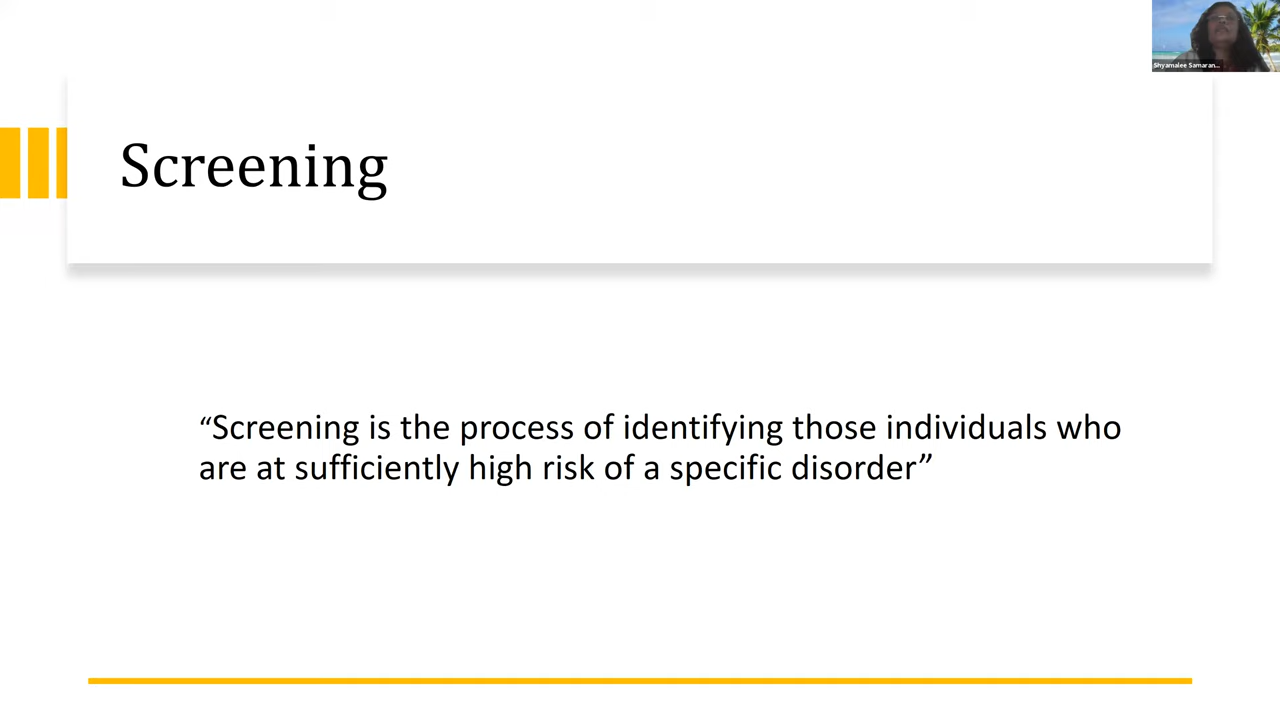 Shyamalee Samaran...
Screening
“Screening is the process of identifying those individuals who
are at sufficiently high risk of a specific disorder”